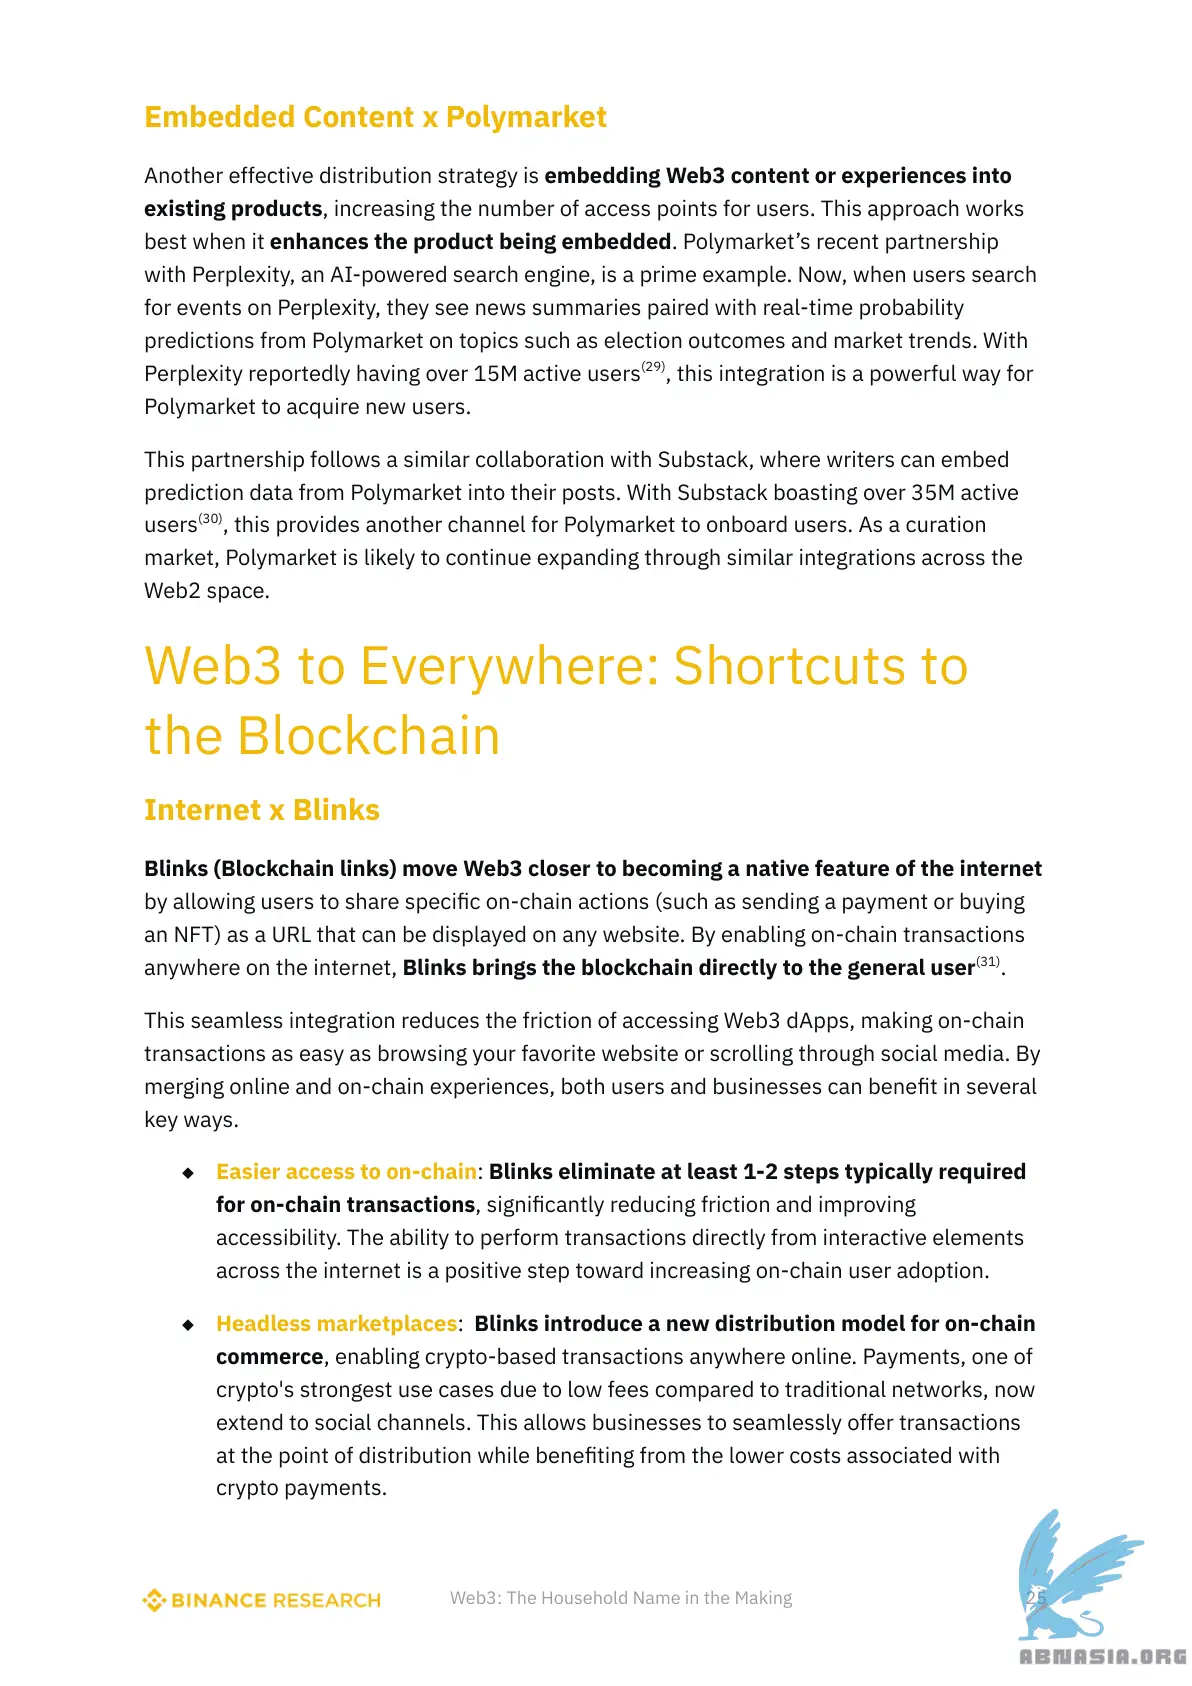 Embedded Content x Polymarket
Another effective distribution strategy is embedding Web3 content or experiences into
existing products, increasing the number of access points for users. This approach works
best when it enhances the product being embedded. Polymarket’s recent partnership
with Perplexity, an AI-powered search engine, is a prime example. Now, when users search
for events on Perplexity, they see news summaries paired with real-time probability
predictions from Polymarket on topics such as election outcomes and market trends. With
Perplexity reportedly having over 15M active users(29), this integration is a powerful way for
Polymarket to acquire new users.
This partnership follows a similar collaboration with Substack, where writers can embed
prediction data from Polymarket into their posts. With Substack boasting over 35M active
users(30), this provides another channel for Polymarket to onboard users. As a curation
market, Polymarket is likely to continue expanding through similar integrations across the
Web2 space.
Web3 to Everywhere: Shortcuts to
the Blockchain
Internet x Blinks
Blinks (Blockchain links) move Web3 closer to becoming a native feature of the internet
by allowing users to share specific on-chain actions (such as sending a payment or buying
an NFT) as a URL that can be displayed on any website. By enabling on-chain transactions
anywhere on the internet, Blinks brings the blockchain directly to the general user(31).
This seamless integration reduces the friction of accessing Web3 dApps, making on-chain
transactions as easy as browsing your favorite website or scrolling through social media. By
merging online and on-chain experiences, both users and businesses can benefit in several
key ways.
◆ Easier access to on-chain: Blinks eliminate at least 1-2 steps typically required
for on-chain transactions, significantly reducing friction and improving
accessibility. The ability to perform transactions directly from interactive elements
across the internet is a positive step toward increasing on-chain user adoption.
◆ Headless marketplaces: Blinks introduce a new distribution model for on-chain
commerce, enabling crypto-based transactions anywhere online. Payments, one of
crypto's strongest use cases due to low fees compared to traditional networks, now
extend to social channels. This allows businesses to seamlessly offer transactions
at the point of distribution while benefiting from the lower costs associated with
crypto payments.
BINANCE RESEARCH
Web3: The Household Name in the Making
25
ABNASIA.ORG